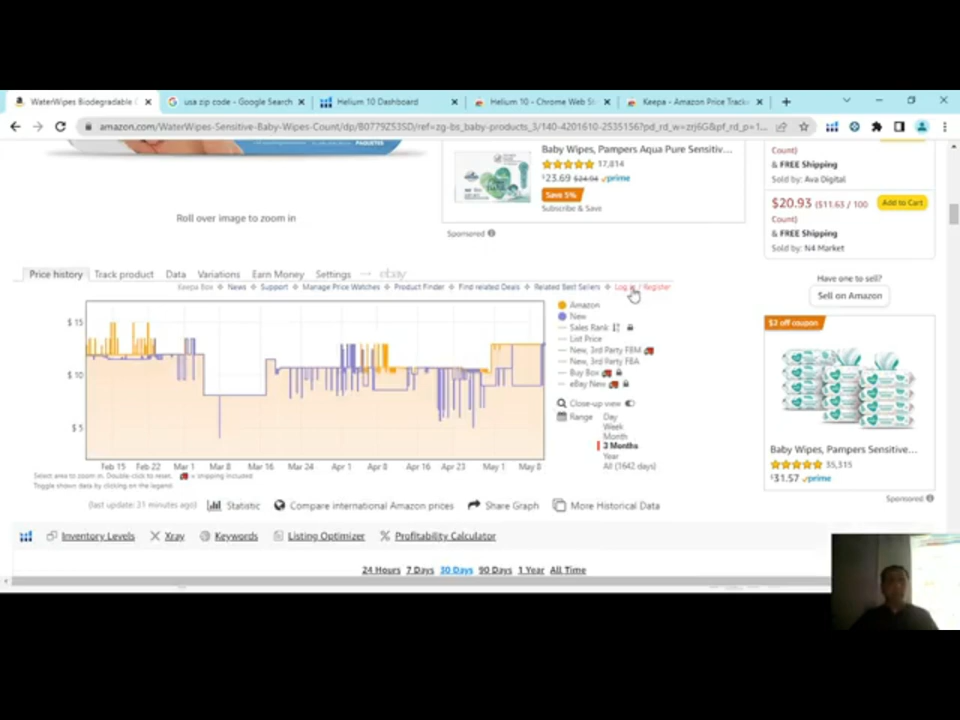 WaterWipes Biodegradable
usa zip code - Google Search
Helium 10 Dashboard
Helium 10 - Chrome Web St
Keepa - Amazon Price Track
amazon.com/WaterWipes-Sensitive-Baby-Wipes-Count/dp/B0779Z53SD/ref=zg-bs_baby-products_3/140-4201610-2535156?pd_rd_w=zrj6G&pf_rd_p=1...
PAQUETES
Roll over image to zoom in
Baby Wipes, Pampers Aqua Pure Sensitiv...
17,814
$23.69 $24.94 prime
Save 5%
Subscribe & Save
Sponsored
Count)
& FREE Shipping
Sold by: Ava Digital
$20.93 ($11.63 / 100
Count)
Add to Cart
& FREE Shipping
Sold by: N4 Market
Have one to sell?
Sell on Amazon
Price history Track product Data Variations Earn Money Settings ebay
Keepa Box News Support Manage Price Watches Product Finder Find related Deals Related Best Sellers Log in / Register
$ 15
$ 10
$ 5
Feb 15 Feb 22 Mar 1 Mar 8 Mar 16 Mar 24 Apr 1 Apr 8 Apr 16 Apr 23 May 1 May 8
Amazon
New
Sales Rank
List Price
New, 3rd Party FBM
New, 3rd Party FBA
Buy Box
eBay New
Close-up view
Range
Day
Week
Month
3 Months
Year
All (1642 days)
Select area to zoom in. Double-click to reset. = shipping included
Toggle shown data by clicking on the legend.
(last update: 31 minutes ago) Statistic Compare international Amazon prices Share Graph More Historical Data
$3 off coupon
Baby Wipes, Pampers Sensitive...
35,315
$31.57 prime
Sponsored
Inventory Levels Xray Keywords Listing Optimizer Profitability Calculator
24 Hours 7 Days 30 Days 90 Days 1 Year All Time